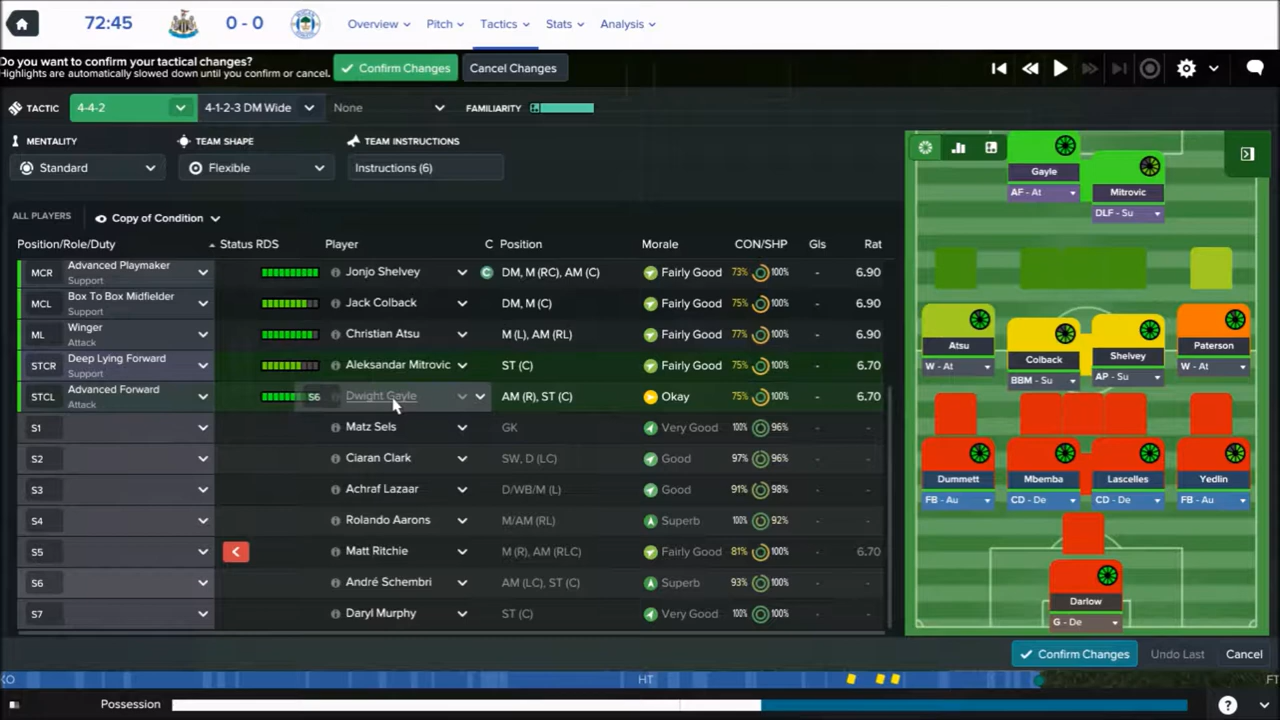 72:45
0 - 0
Overview
Pitch
Tactics
Stats
Analysis
Do you want to confirm your tactical changes?
Highlights are automatically slowed down until you confirm or cancel.
Confirm Changes
Cancel Changes
TACTIC
4-4-2
4-1-2-3 DM Wide
None
FAMILIARITY
MENTALITY
TEAM SHAPE
TEAM INSTRUCTIONS
Standard
Flexible
Instructions (6)
ALL PLAYERS
Copy of Condition
Position/Role/Duty Status RDS Player C Position Morale CON/SHP Gls Rat
MCR Advanced Playmaker Jonjo Shelvey C DM, M (RC), AM (C) Fairly Good 73% 100% - 6.90
Support
MCL Box To Box Midfielder Jack Colback DM, M (C) Fairly Good 75% 100% - 6.90
Support
ML Winger Christian Atsu M (L), AM (RL) Fairly Good 77% 100% - 6.90
Attack
STCR Deep Lying Forward Aleksandar Mitrovic ST (C) Fairly Good 75% 100% - 6.70
Support
STCL Advanced Forward S6 Dwight Gayle AM (R), ST (C) Okay 75% 100% - 6.70
Attack
S1 Matz Sels GK Very Good 100% 96% - -
S2 Ciaran Clark SW, D (LC) Good 97% 96% - -
S3 Achraf Lazaar D/WB/M (L) Good 91% 98% - -
S4 Rolando Aarons M/AM (RL) Superb 100% 92% - -
S5 Matt Ritchie M (R), AM (RLC) Fairly Good 81% 100% - 6.70
S6 André Schembri AM (LC), ST (C) Superb 93% 100% - -
S7 Daryl Murphy ST (C) Very Good 100% 100% - -
Gayle
AF - At
Mitrovic
DLF - Su
Atsu
W - At
Colback
BBM - Su
Shelvey
AP - Su
Paterson
W - At
Dummett
FB - Au
Mbemba
CD - De
Lascelles
CD - De
Yedlin
FB - Au
Darlow
G - De
Confirm Changes
Undo Last
Cancel
KO
HT
FT
Possession
?